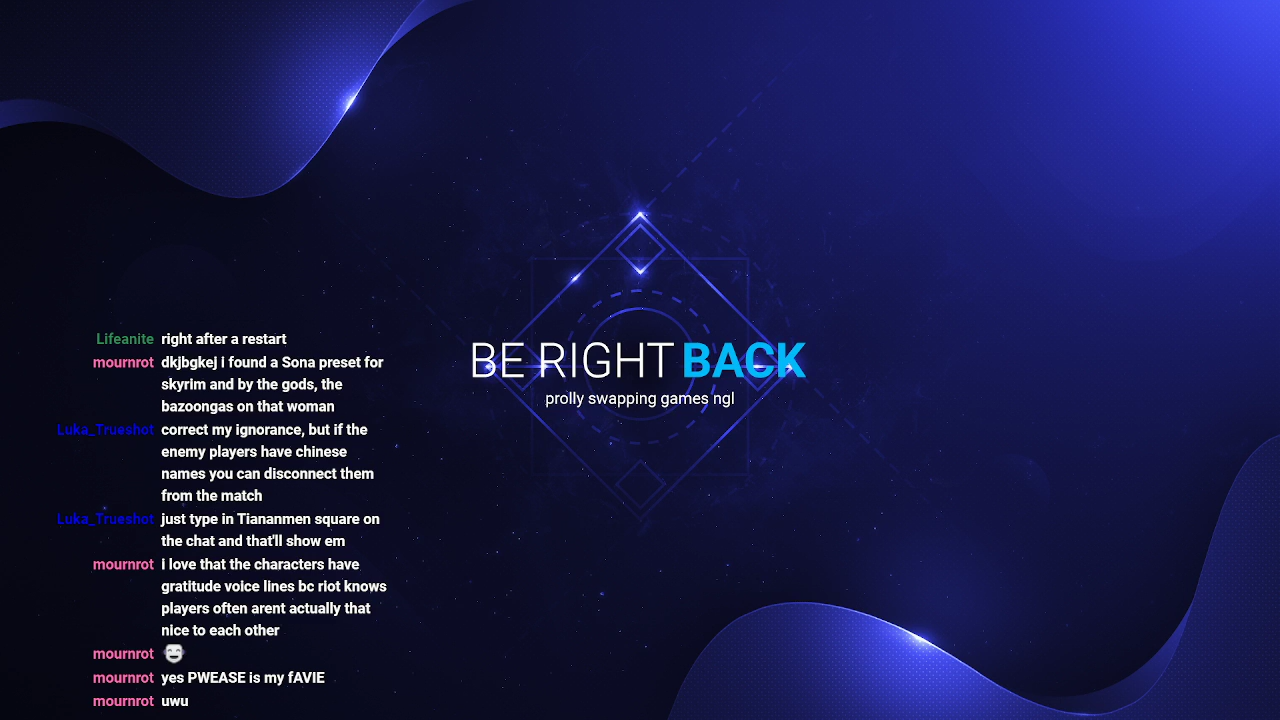 BE RIGHT BACK
prolly swapping games ngl
Lifeanite right after a restart
mournrot dkjbgkej i found a Sona preset for
skyrim and by the gods, the
bazoongas on that woman
Luka_Trueshot correct my ignorance, but if the
enemy players have chinese
names you can disconnect them
from the match
Luka_Trueshot just type in Tiananmen square on
the chat and that'll show em
mournrot i love that the characters have
gratitude voice lines bc riot knows
players often arent actually that
nice to each other
mournrot
mournrot yes PWEASE is my fAVIE
mournrot uwu